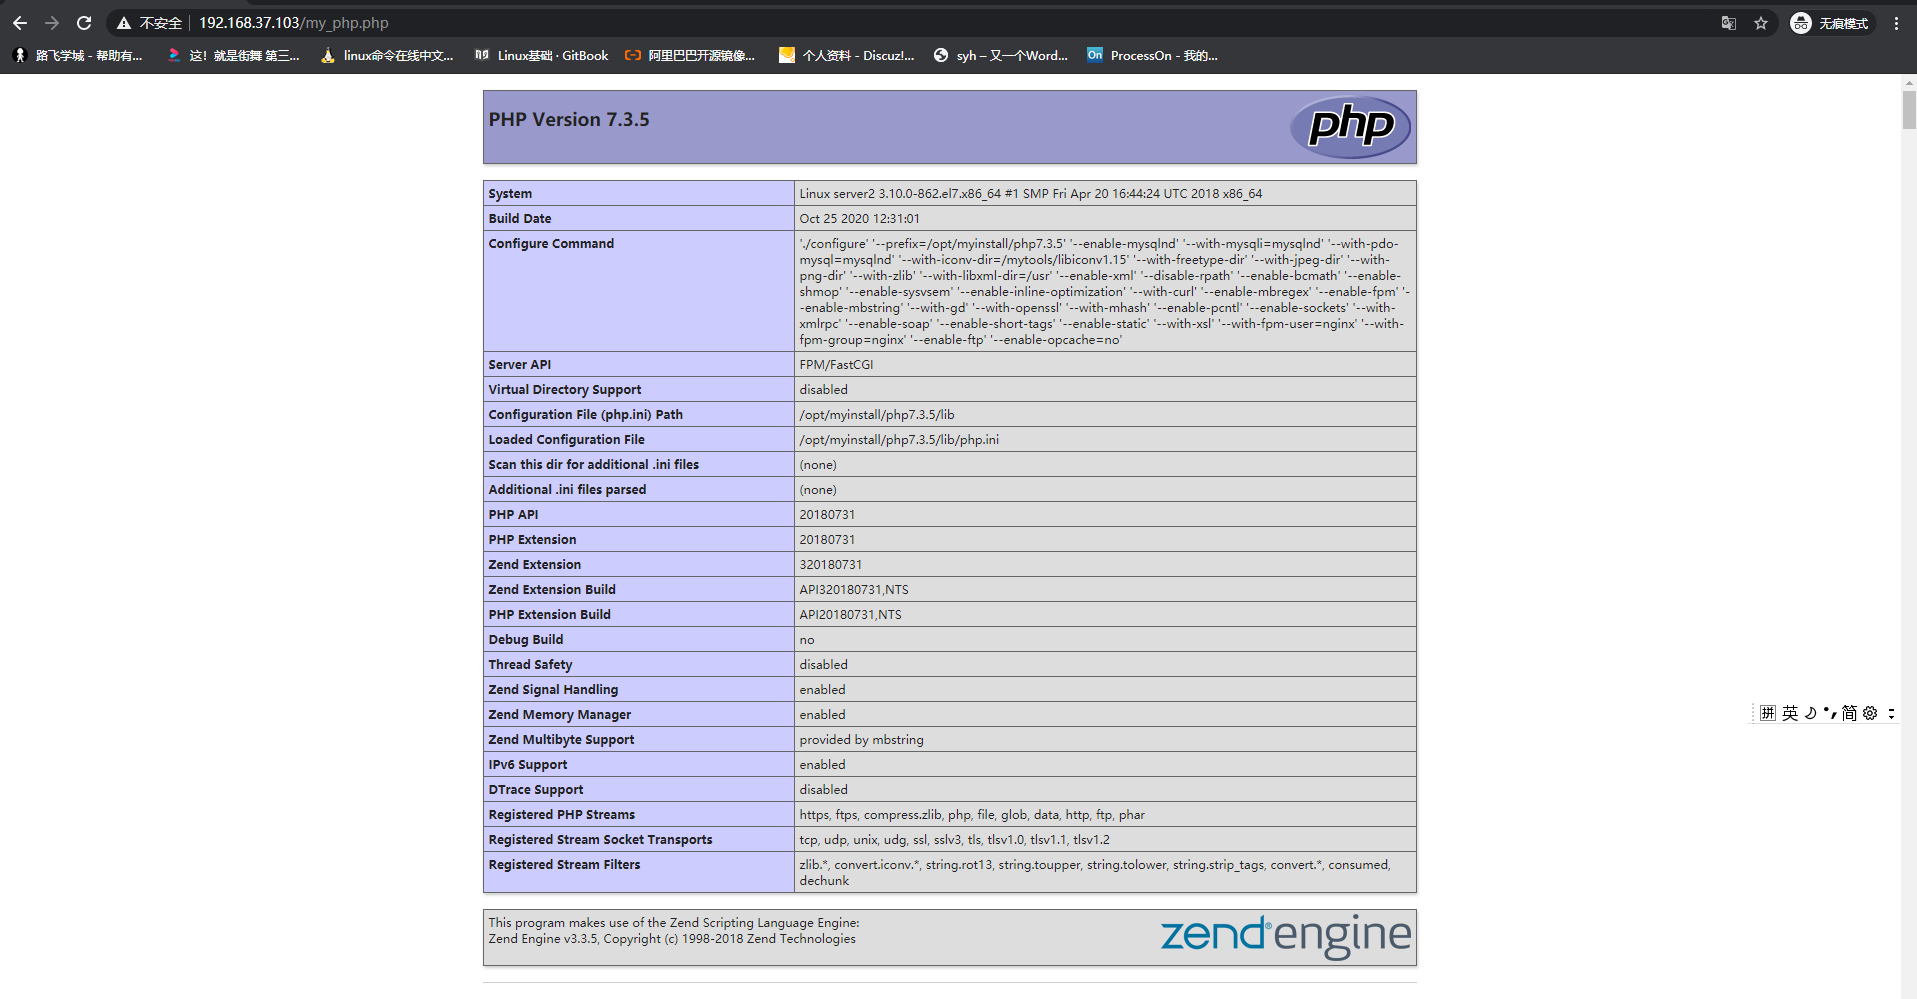 不安全 192.168.37.103/my_php.php 无痕模式
路飞学城 - 帮助有... 这！就是街舞 第三... linux命令在线中文... Linux基础 · GitBook 阿里巴巴开源镜像... 个人资料 - Discuz!... syh – 又一个Word... On ProcessOn - 我的...
PHP Version 7.3.5 php
System Linux server2 3.10.0-862.el7.x86_64 #1 SMP Fri Apr 20 16:44:24 UTC 2018 x86_64
Build Date Oct 25 2020 12:31:01
Configure Command './configure' '--prefix=/opt/myinstall/php7.3.5' '--enable-mysqlnd' '--with-mysqli=mysqlnd' '--with-pdo-
mysql=mysqlnd' '--with-iconv-dir=/mytools/libiconv1.15' '--with-freetype-dir' '--with-jpeg-dir' '--with-
png-dir' '--with-zlib' '--with-libxml-dir=/usr' '--enable-xml' '--disable-rpath' '--enable-bcmath' '--enable-
shmop' '--enable-sysvsem' '--enable-inline-optimization' '--with-curl' '--enable-mbregex' '--enable-fpm' '-
-enable-mbstring' '--with-gd' '--with-openssl' '--with-mhash' '--enable-pcntl' '--enable-sockets' '--with-
xmlrpc' '--enable-soap' '--enable-short-tags' '--enable-static' '--with-xsl' '--with-fpm-user=nginx' '--with-
fpm-group=nginx' '--enable-ftp' '--enable-opcache=no'
Server API FPM/FastCGI
Virtual Directory Support disabled
Configuration File (php.ini) Path /opt/myinstall/php7.3.5/lib
Loaded Configuration File /opt/myinstall/php7.3.5/lib/php.ini
Scan this dir for additional .ini files (none)
Additional .ini files parsed (none)
PHP API 20180731
PHP Extension 20180731
Zend Extension 320180731
Zend Extension Build API320180731,NTS
PHP Extension Build API20180731,NTS
Debug Build no
Thread Safety disabled
Zend Signal Handling enabled
Zend Memory Manager enabled
拼 英 简
Zend Multibyte Support provided by mbstring
IPv6 Support enabled
DTrace Support disabled
Registered PHP Streams https, ftps, compress.zlib, php, file, glob, data, http, ftp, phar
Registered Stream Socket Transports tcp, udp, unix, udg, ssl, sslv3, tls, tlsv1.0, tlsv1.1, tlsv1.2
Registered Stream Filters zlib.*, convert.iconv.*, string.rot13, string.toupper, string.tolower, string.strip_tags, convert.*, consumed,
dechunk
This program makes use of the Zend Scripting Language Engine:
Zend Engine v3.3.5, Copyright (c) 1998-2018 Zend Technologies
zend® engine